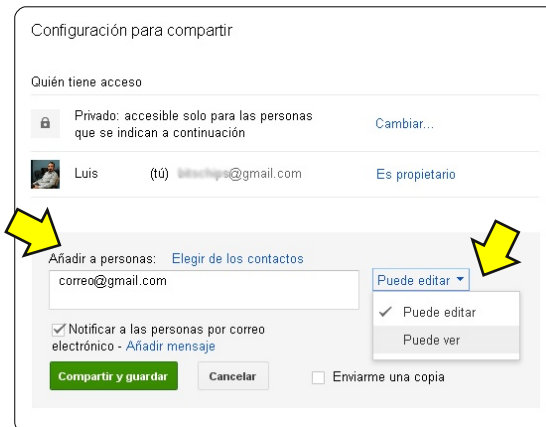 Configuración para compartir
Quién tiene acceso
Privado: accesible solo para las personas
que se indican a continuación
Cambiar...
Luis (tú) @gmail.com
Es propietario
Añadir a personas: Elegir de los contactos
correo@gmail.com
Puede editar
Puede editar
Puede ver
Notificar a las personas por correo
electrónico - Añadir mensaje
Compartir y guardar
Cancelar
Enviarme una copia